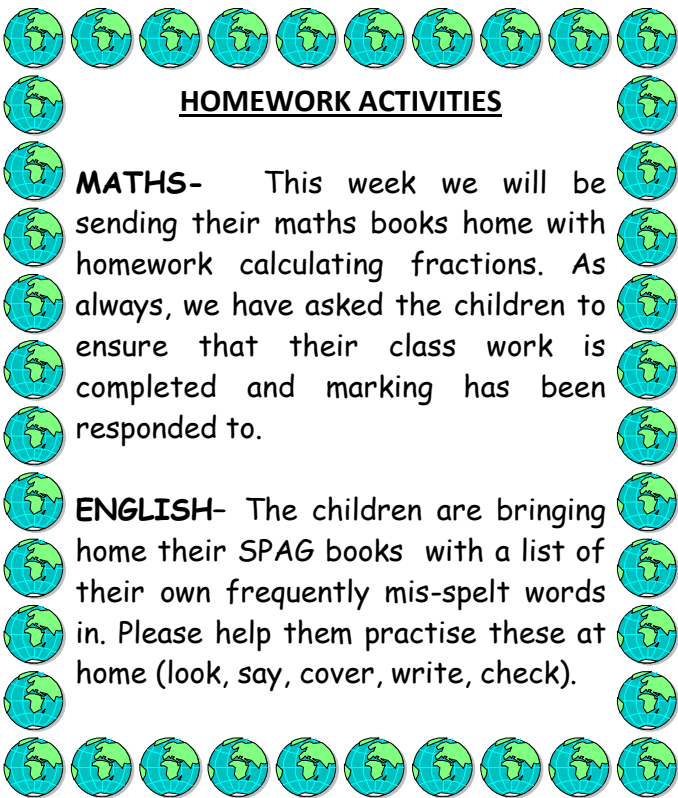 HOMEWORK ACTIVITIES
MATHS- This week we will be
sending their maths books home with
homework calculating fractions. As
always, we have asked the children to
ensure that their class work is
completed and marking has been
responded to.
ENGLISH– The children are bringing
home their SPAG books with a list of
their own frequently mis-spelt words
in. Please help them practise these at
home (look, say, cover, write, check).